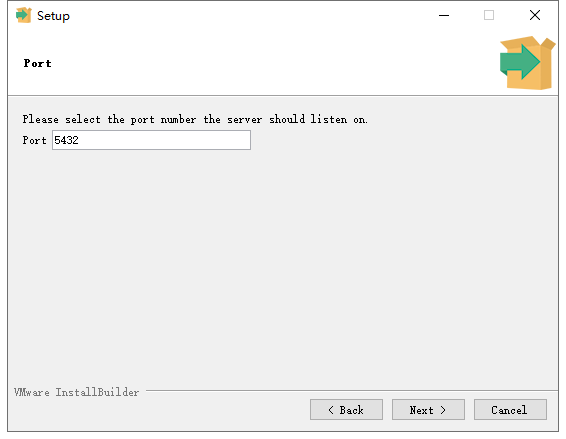 Setup
Port
Please select the port number the server should listen on.
Port 5432
VMware InstallBuilder
< Back Next > Cancel